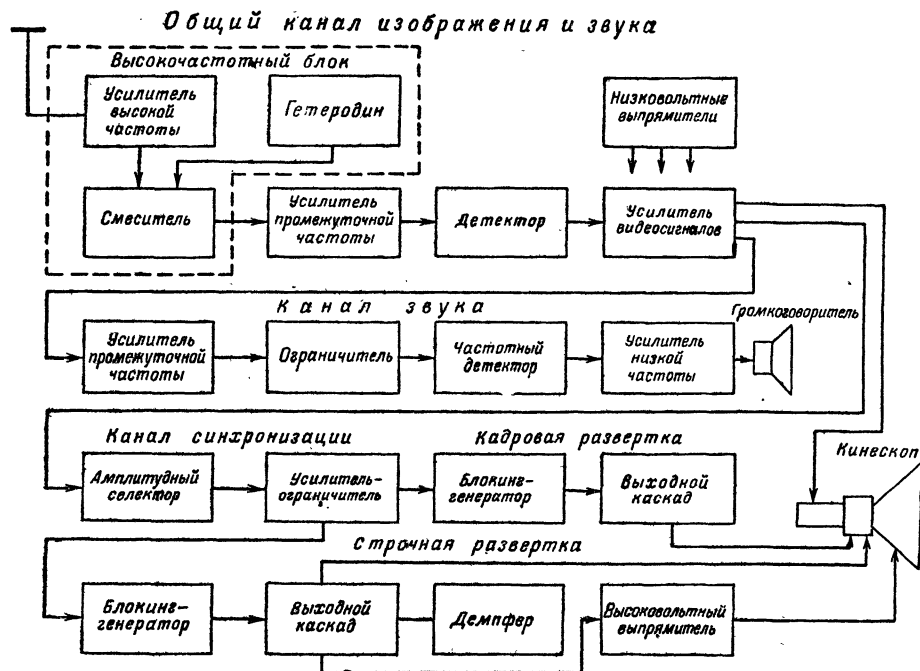 Общий канал изображения и звука
Высокочастотный блок
Усилитель
высокой
частоты
Гетеродин
Низковольтные
выпрямители
Смеситель
Усилитель
промежуточной
частоты
Детектор
Усилитель
видеосигналов
Канал звука
Громкоговоритель
Усилитель
промежуточной
частоты
Ограничитель
Частотный
детектор
Усилитель
низкой
частоты
Канал синхронизации
Кадровая развертка
Кинескоп
Амплитудный
селектор
Усилитель-
ограничитель
Блокинг-
генератор
Выходной
каскад
Строчная развертка
Блокинг-
генератор
Выходной
каскад
Демпфер
Высоковольтный
выпрямитель